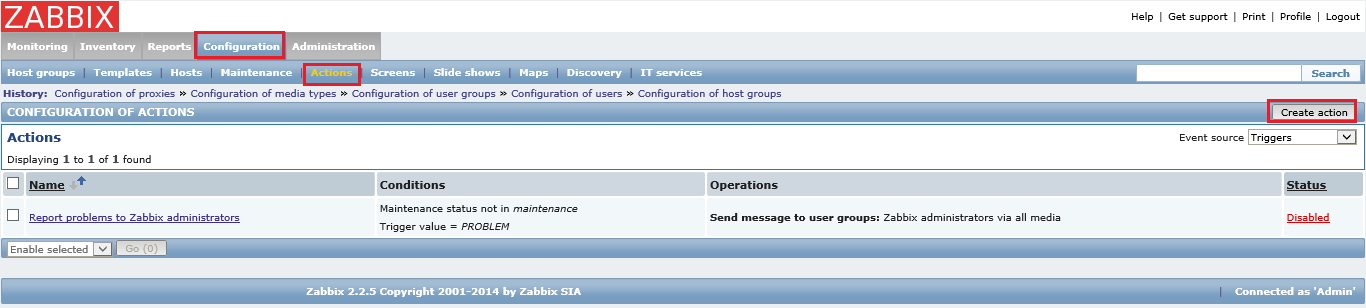 ZABBIX
Help | Get support | Print | Profile | Logout
Monitoring Inventory Reports Configuration Administration
Host groups | Templates | Hosts | Maintenance | Actions | Screens | Slide shows | Maps | Discovery | IT services Search
History: Configuration of proxies » Configuration of media types » Configuration of user groups » Configuration of users » Configuration of host groups
CONFIGURATION OF ACTIONS Create action
Actions Event source Triggers
Displaying 1 to 1 of 1 found
Name Conditions Operations Status
Report problems to Zabbix administrators Maintenance status not in maintenance Send message to user groups: Zabbix administrators via all media Disabled
Trigger value = PROBLEM
Enable selected Go (0)
Zabbix 2.2.5 Copyright 2001-2014 by Zabbix SIA | Connected as 'Admin'